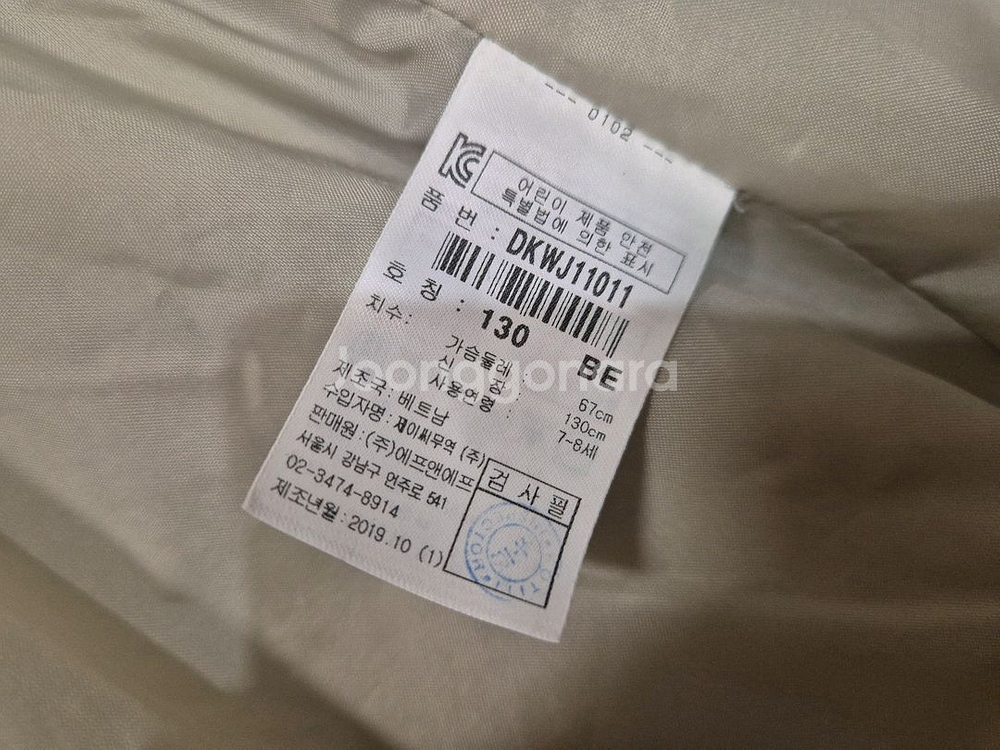 --- D102 ---
어린이 제품 안전
특별법에 의한 표시
품 번 : DKWJ11011
호 칭 : 130 BE
치수 :
가슴둘레 : 67cm
신 장 : 130cm
사용연령 : 7-8세
제조국 : 베트남
수입자명 : 제이씨무역 (주)
판매원 : (주)에프앤에프
서울시 강남구 언주로 541
02-3474-8914
제조년월 : 2019.10 (1)
검 사 필
joonggonara